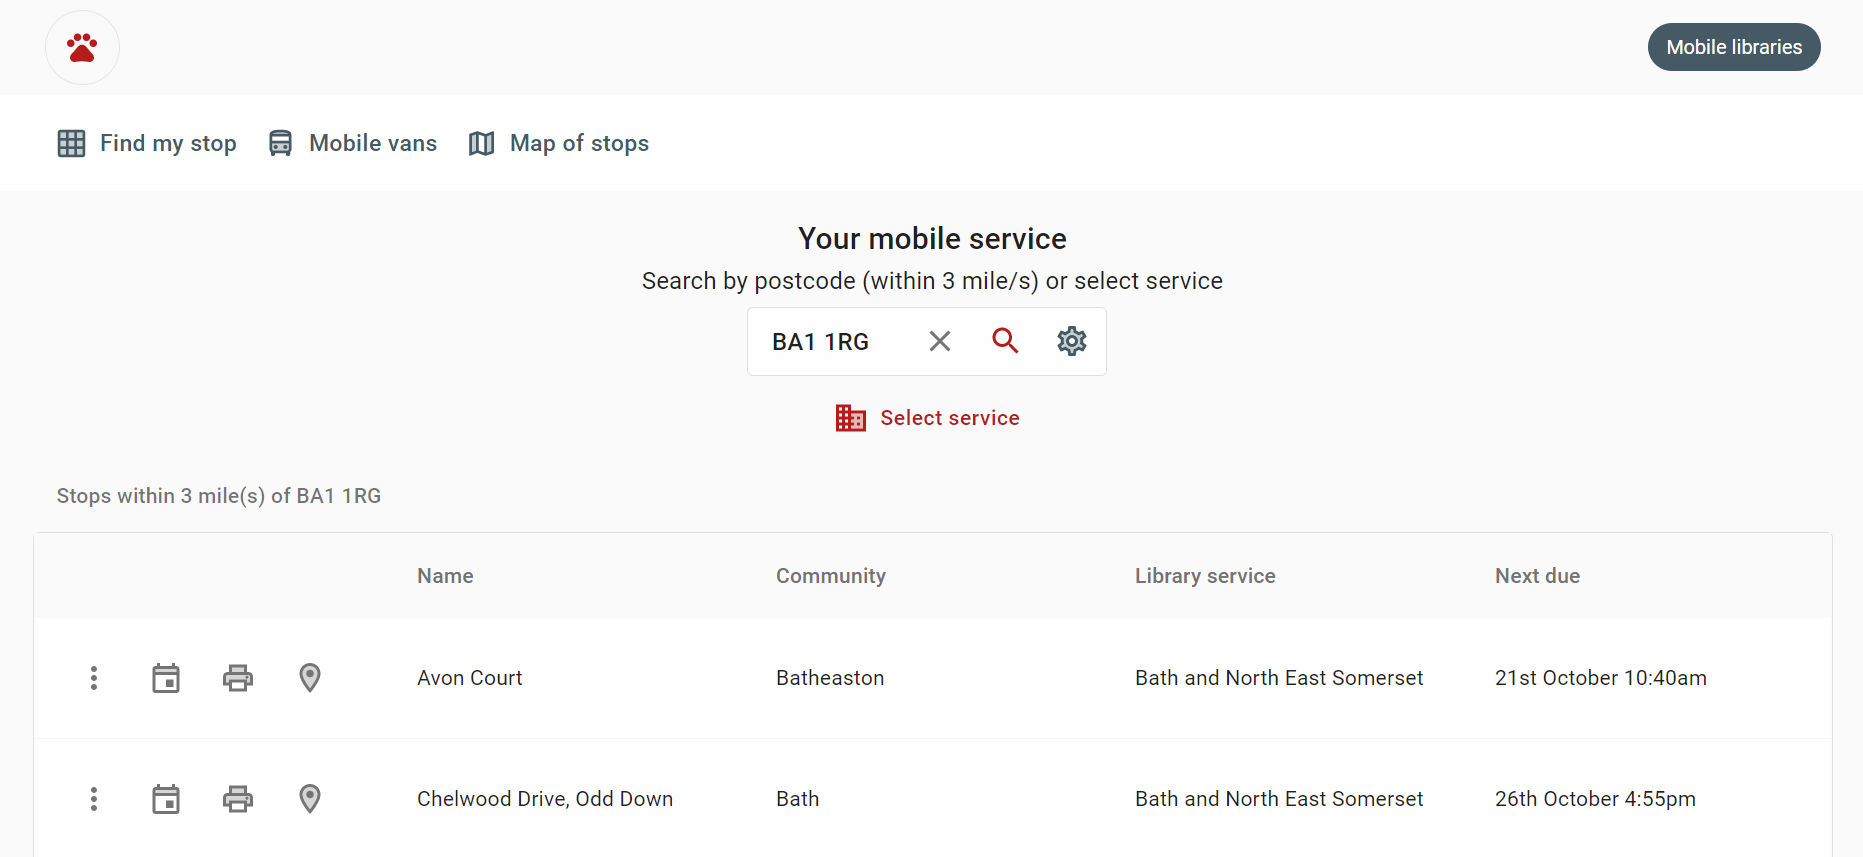 Mobile libraries
Find my stop Mobile vans Map of stops
Your mobile service
Search by postcode (within 3 mile/s) or select service
BA1 1RG
Select service
Stops within 3 mile(s) of BA1 1RG
Name Community Library service Next due
Avon Court Batheaston Bath and North East Somerset 21st October 10:40am
Chelwood Drive, Odd Down Bath Bath and North East Somerset 26th October 4:55pm